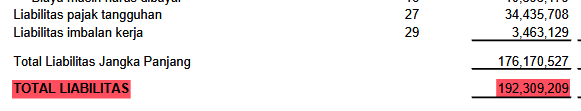 Liabilitas pajak tangguhan 27 34,435,708
Liabilitas imbalan kerja 29 3,463,129
Total Liabilitas Jangka Panjang 176,170,527
TOTAL LIABILITAS 192,309,209